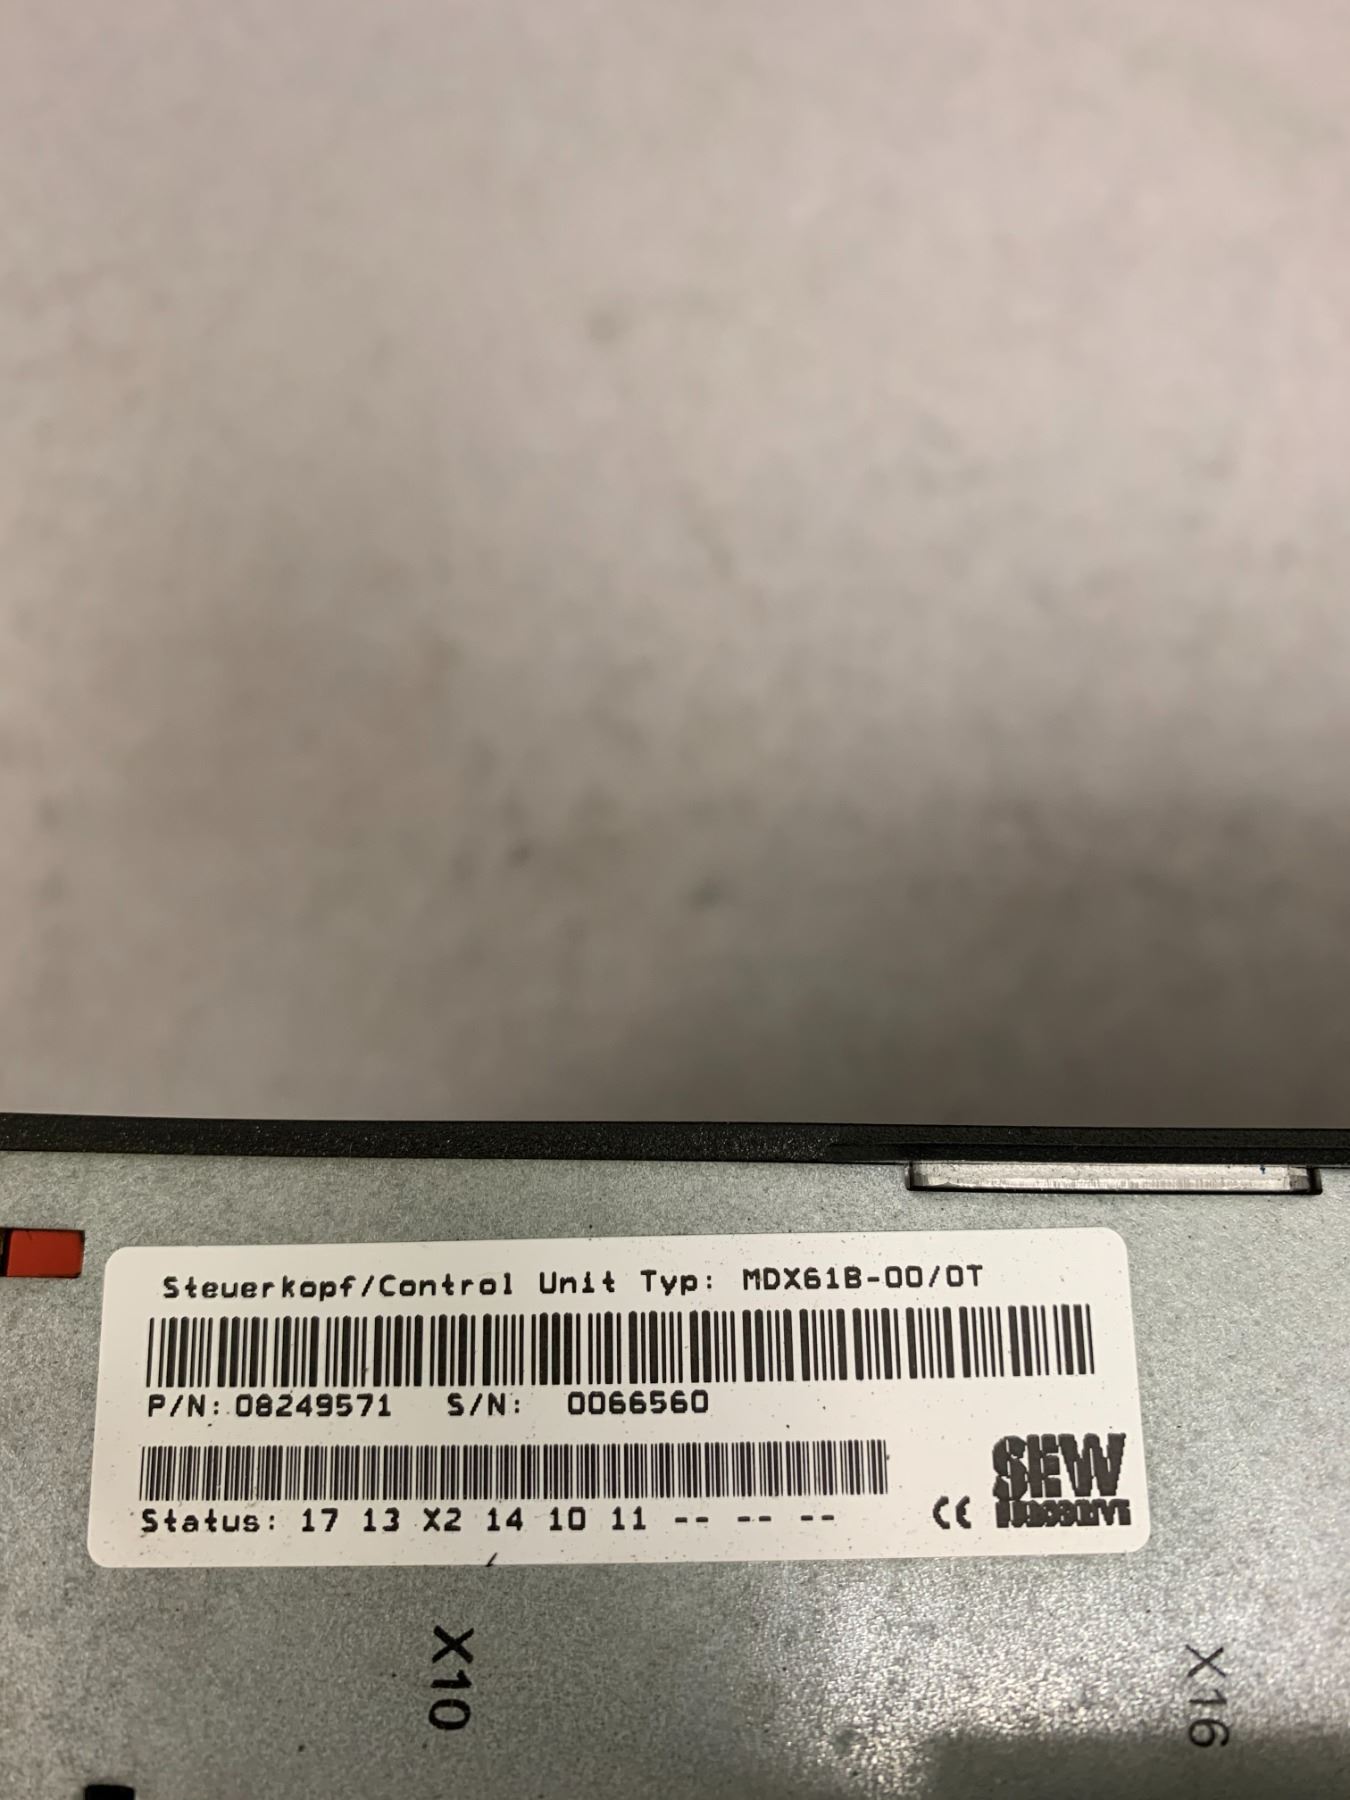 Steuerkopf/Control Unit Typ: MDX61B-00/0T
P/N: 08249571 S/N: 0066560
Status: 17 13 X2 14 10 11 -- -- --
CE
SEW
EURODRIVE
X10
X16